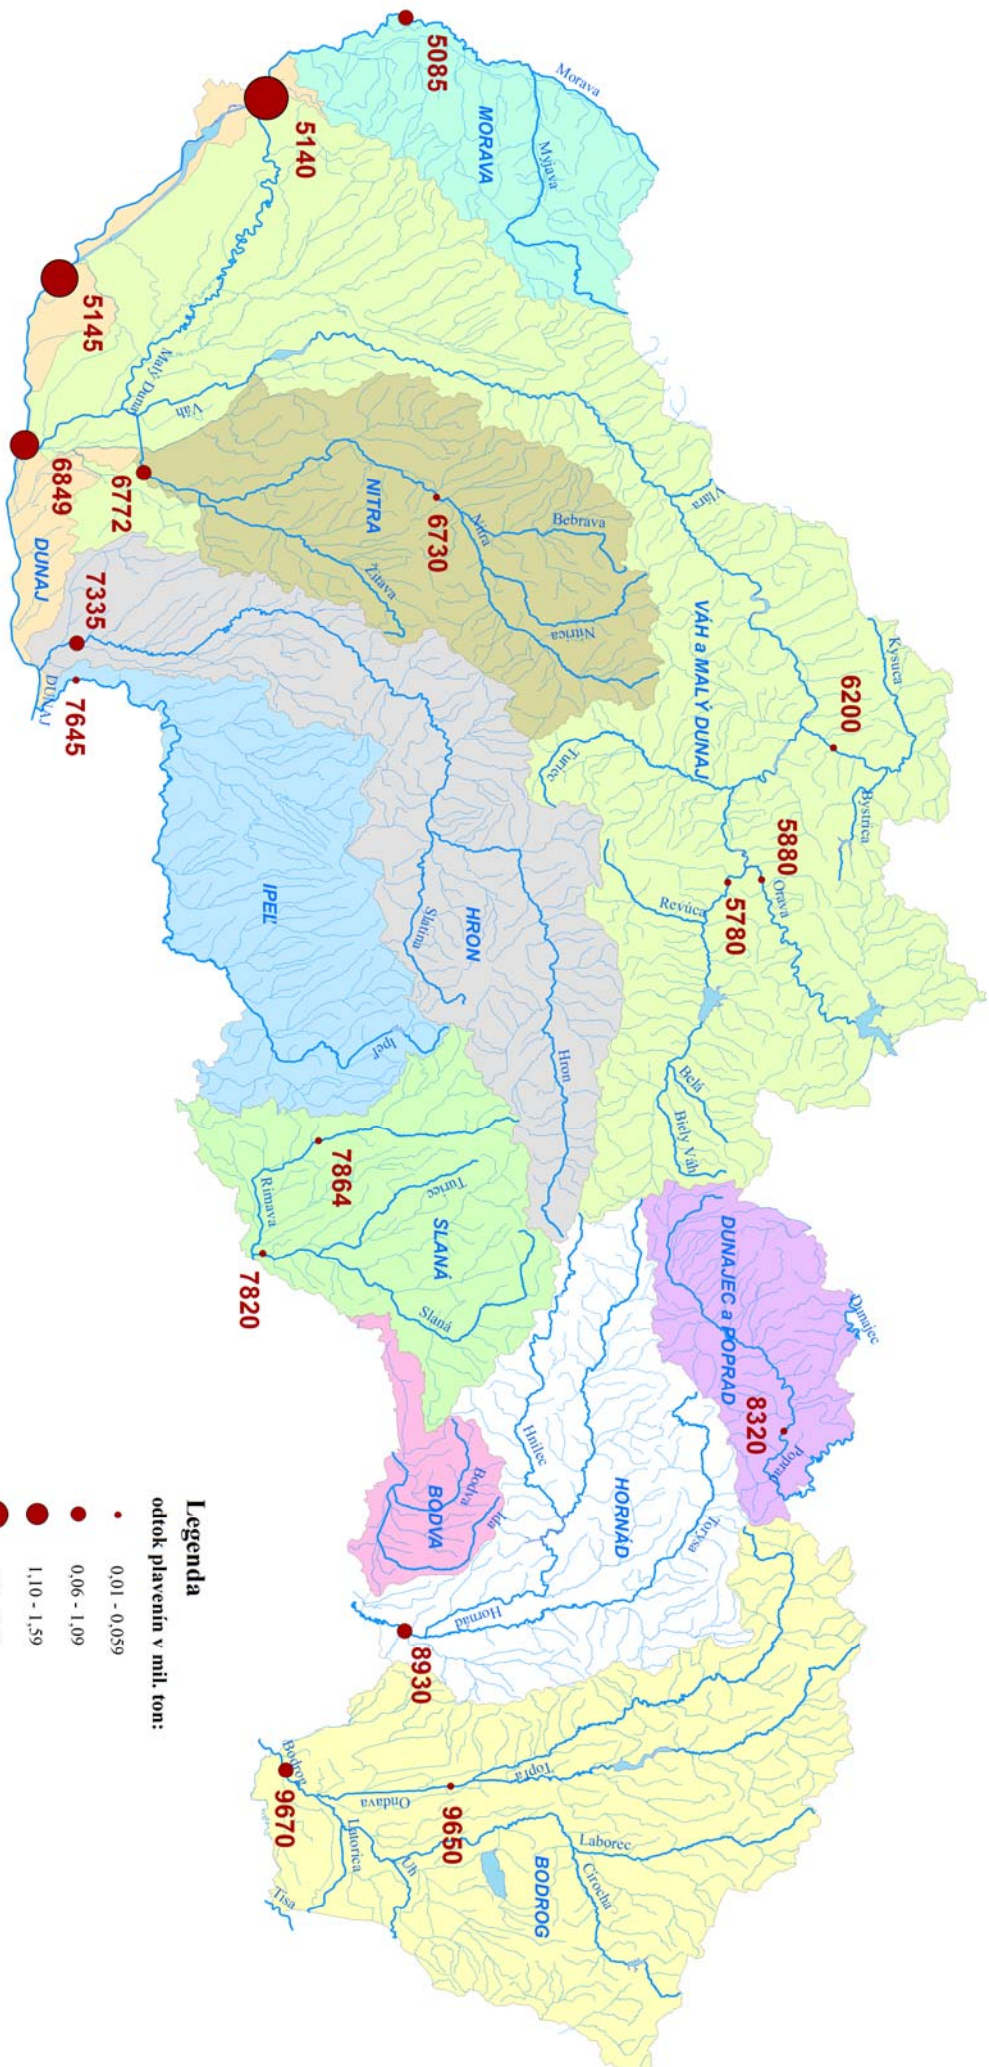 5085
Morava
MORAVA
Myjava
5140
5145
Malý Dunaj
Váh
6849
6772
DUNAJ
NITRA
6730
Nitra
Bebrava
Nitrica
Žitava
Vlára
VÁH a MALÝ DUNAJ
Kysuca
6200
Bystrica
Turiec
5880
Orava
5780
Revúca
Belá
Biely Váh
7335
7645
DUNAJ
IPEĽ
HRON
Slatina
Hron
Ipeľ
7864
Rimava
Turiec
SLANÁ
Slaná
7820
DUNAJEC a POPRAD
Dunajec
8320
Poprad
Hnilec
HORNÁD
Torysa
Bodva
Ida
BODVA
Hornád
8930
Topľa
Ondava
9650
Bodrog
9670
Latorica
Uh
Laborec
Cirocha
BODROG
Tisa
Legenda
odtok plavenín v mil. ton:
0,01 - 0,059
0,06 - 1,09
1,10 - 1,59